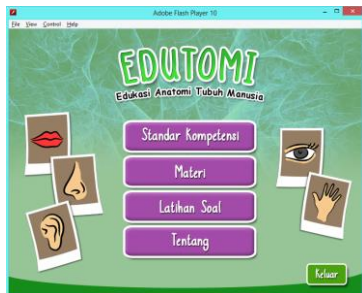 Adobe Flash Player 10
File View Control Help
EDUTOMI
Edukasi Anatomi Tubuh Manusia
Standar Kompetensi
Materi
Latihan Soal
Tentang
Keluar